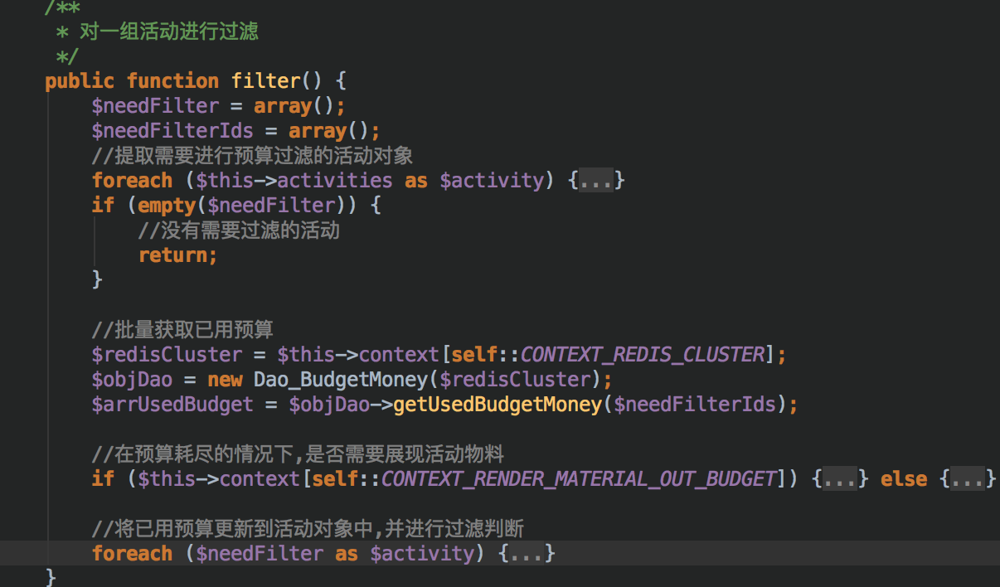 /**
 * 对一组活动进行过滤
 */
public function filter() {
    $needFilter = array();
    $needFilterIds = array();
    //提取需要进行预算过滤的活动对象
    foreach ($this->activities as $activity) {...}
    if (empty($needFilter)) {
        //没有需要过滤的活动
        return;
    }

    //批量获取已用预算
    $redisCluster = $this->context[self::CONTEXT_REDIS_CLUSTER];
    $objDao = new Dao_BudgetMoney($redisCluster);
    $arrUsedBudget = $objDao->getUsedBudgetMoney($needFilterIds);

    //在预算耗尽的情况下,是否需要展现活动物料
    if ($this->context[self::CONTEXT_RENDER_MATERIAL_OUT_BUDGET]) {...} else {...}

    //将已用预算更新到活动对象中,并进行过滤判断
    foreach ($needFilter as $activity) {...}
}